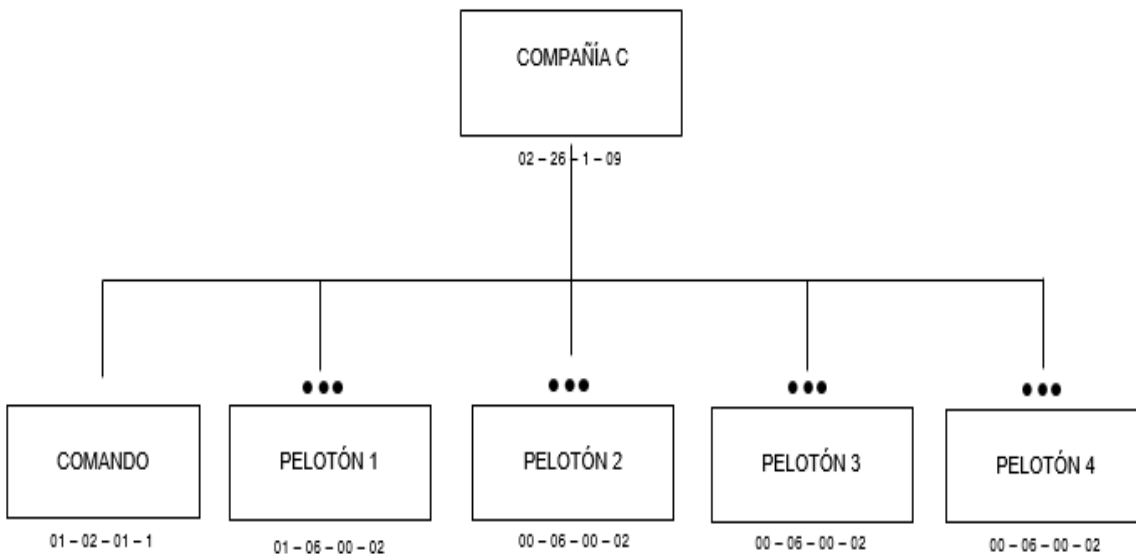 COMPAÑÍA C
02 – 26 – 1 – 09
COMANDO
01 – 02 – 01 – 1
PELOTÓN 1
01 – 06 – 00 – 02
PELOTÓN 2
00 – 06 – 00 – 02
PELOTÓN 3
00 – 06 – 00 – 02
PELOTÓN 4
00 – 06 – 00 – 02